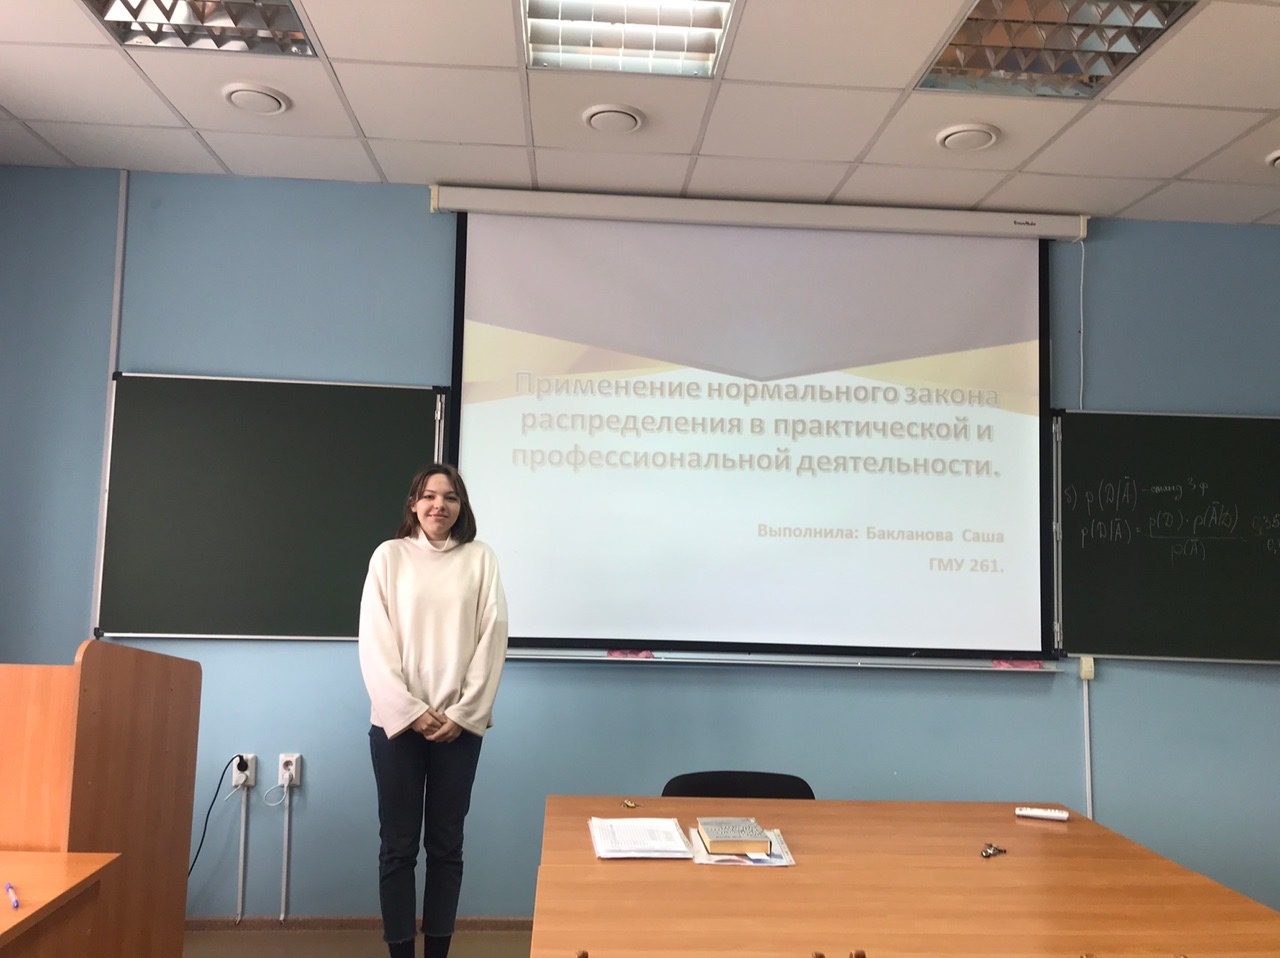 Применение нормального закона
распределения в практической и
профессиональной деятельности.
Выполнила: Бакланова Саша
ГМУ 261.
б) p(D|Ā) –
p(D|Ā) = p(D) · p(Ā|D)
p(Ā)